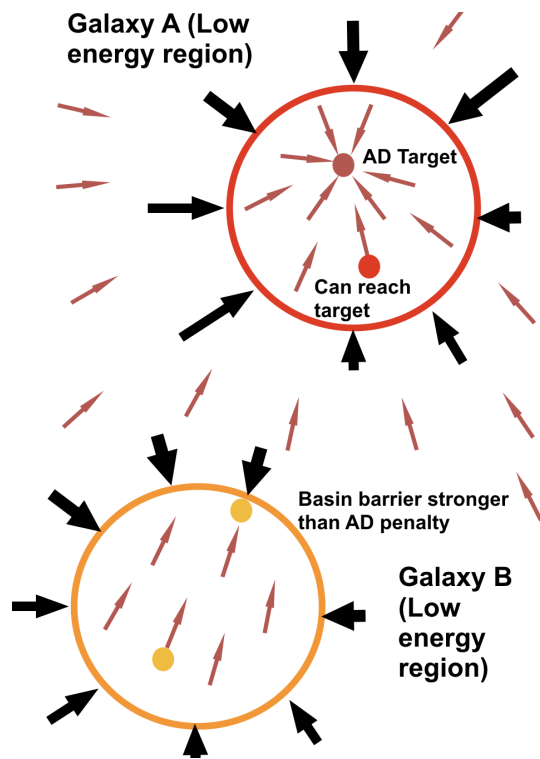 Galaxy A (Low
energy region)
AD Target
Can reach
target
Basin barrier stronger
than AD penalty
Galaxy B
(Low
energy
region)